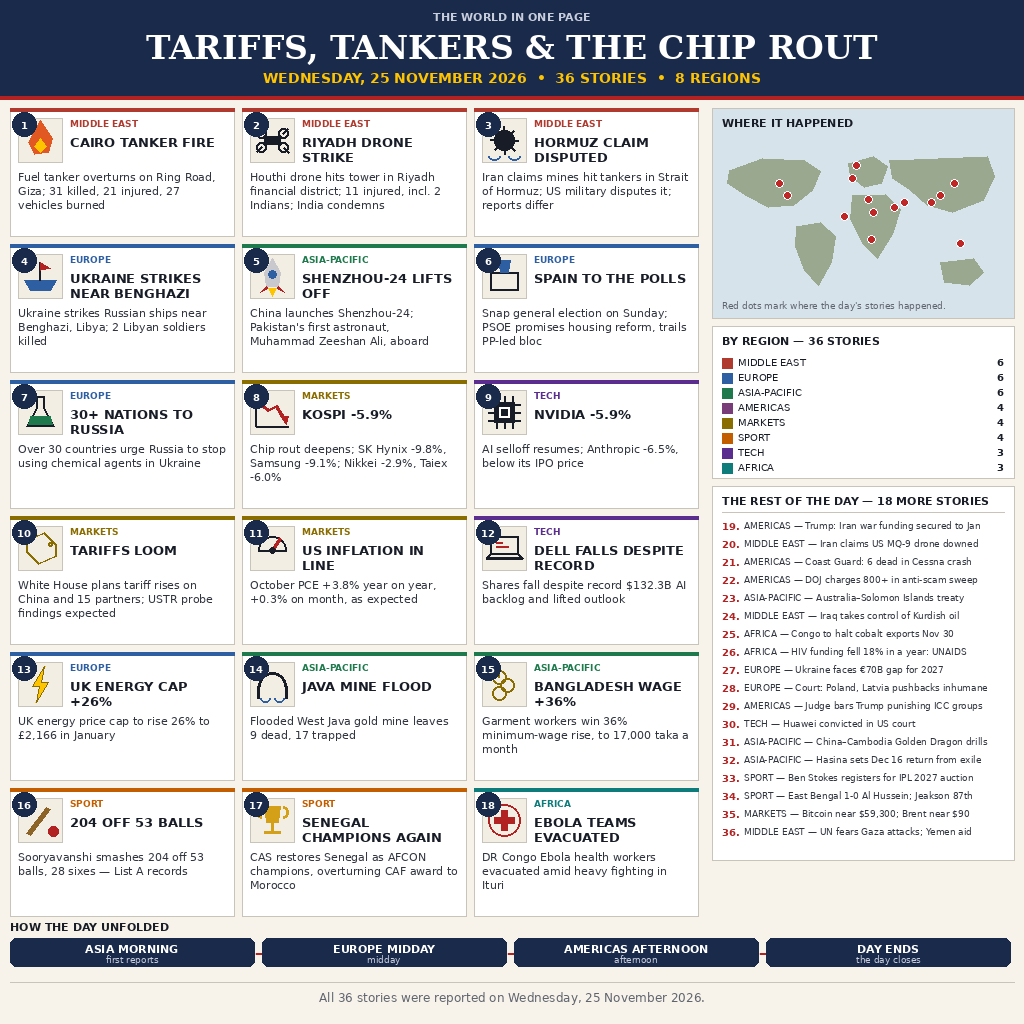 THE WORLD IN ONE PAGE
TARIFFS, TANKERS & THE CHIP ROUT
WEDNESDAY, 25 NOVEMBER 2026 • 36 STORIES • 8 REGIONS
1
MIDDLE EAST
CAIRO TANKER FIRE
Fuel tanker overturns on Ring Road,
Giza; 31 killed, 21 injured, 27
vehicles burned
2
MIDDLE EAST
RIYADH DRONE
STRIKE
Houthi drone hits tower in Riyadh
financial district; 11 injured, incl. 2
Indians; India condemns
3
MIDDLE EAST
HORMUZ CLAIM
DISPUTED
Iran claims mines hit tankers in Strait
of Hormuz; US military disputes it;
reports differ
4
EUROPE
UKRAINE STRIKES
NEAR BENGHAZI
Ukraine strikes Russian ships near
Benghazi, Libya; 2 Libyan soldiers
killed
5
ASIA-PACIFIC
SHENZHOU-24 LIFTS
OFF
China launches Shenzhou-24;
Pakistan's first astronaut,
Muhammad Zeeshan Ali, aboard
6
EUROPE
SPAIN TO THE POLLS
Snap general election on Sunday;
PSOE promises housing reform, trails
PP-led bloc
7
EUROPE
30+ NATIONS TO
RUSSIA
Over 30 countries urge Russia to stop
using chemical agents in Ukraine
8
MARKETS
KOSPI -5.9%
Chip rout deepens; SK Hynix -9.8%,
Samsung -9.1%; Nikkei -2.9%, Taiex
-6.0%
9
TECH
NVIDIA -5.9%
AI selloff resumes; Anthropic -6.5%,
below its IPO price
10
MARKETS
TARIFFS LOOM
White House plans tariff rises on
China and 15 partners; USTR probe
findings expected
11
MARKETS
US INFLATION IN
LINE
October PCE +3.8% year on year,
+0.3% on month, as expected
12
TECH
DELL FALLS DESPITE
RECORD
Shares fall despite record $132.3B AI
backlog and lifted outlook
13
EUROPE
UK ENERGY CAP
+26%
UK energy price cap to rise 26% to
£2,166 in January
14
ASIA-PACIFIC
JAVA MINE FLOOD
Flooded West Java gold mine leaves
9 dead, 17 trapped
15
ASIA-PACIFIC
BANGLADESH WAGE
+36%
Garment workers win 36%
minimum-wage rise, to 17,000 taka a
month
16
SPORT
204 OFF 53 BALLS
Sooryavanshi smashes 204 off 53
balls, 28 sixes — List A records
17
SPORT
SENEGAL
CHAMPIONS AGAIN
CAS restores Senegal as AFCON
champions, overturning CAF award to
Morocco
18
AFRICA
EBOLA TEAMS
EVACUATED
DR Congo Ebola health workers
evacuated amid heavy fighting in
Ituri
WHERE IT HAPPENED
Red dots mark where the day's stories happened.
BY REGION — 36 STORIES
MIDDLE EAST 6
EUROPE 6
ASIA-PACIFIC 6
AMERICAS 4
MARKETS 4
SPORT 4
TECH 3
AFRICA 3
THE REST OF THE DAY — 18 MORE STORIES
19. AMERICAS — Trump: Iran war funding secured to Jan
20. MIDDLE EAST — Iran claims US MQ-9 drone downed
21. AMERICAS — Coast Guard: 6 dead in Cessna crash
22. AMERICAS — DOJ charges 800+ in anti-scam sweep
23. ASIA-PACIFIC — Australia–Solomon Islands treaty
24. MIDDLE EAST — Iraq takes control of Kurdish oil
25. AFRICA — Congo to halt cobalt exports Nov 30
26. AFRICA — HIV funding fell 18% in a year: UNAIDS
27. EUROPE — Ukraine faces €70B gap for 2027
28. EUROPE — Court: Poland, Latvia pushbacks inhumane
29. AMERICAS — Judge bars Trump punishing ICC groups
30. TECH — Huawei convicted in US court
31. ASIA-PACIFIC — China–Cambodia Golden Dragon drills
32. ASIA-PACIFIC — Hasina sets Dec 16 return from exile
33. SPORT — Ben Stokes registers for IPL 2027 auction
34. SPORT — East Bengal 1-0 Al Hussein; Jeakson 87th
35. MARKETS — Bitcoin near $59,300; Brent near $90
36. MIDDLE EAST — UN fears Gaza attacks; Yemen aid
HOW THE DAY UNFOLDED
ASIA MORNING
first reports
EUROPE MIDDAY
midday
AMERICAS AFTERNOON
afternoon
DAY ENDS
the day closes
All 36 stories were reported on Wednesday, 25 November 2026.